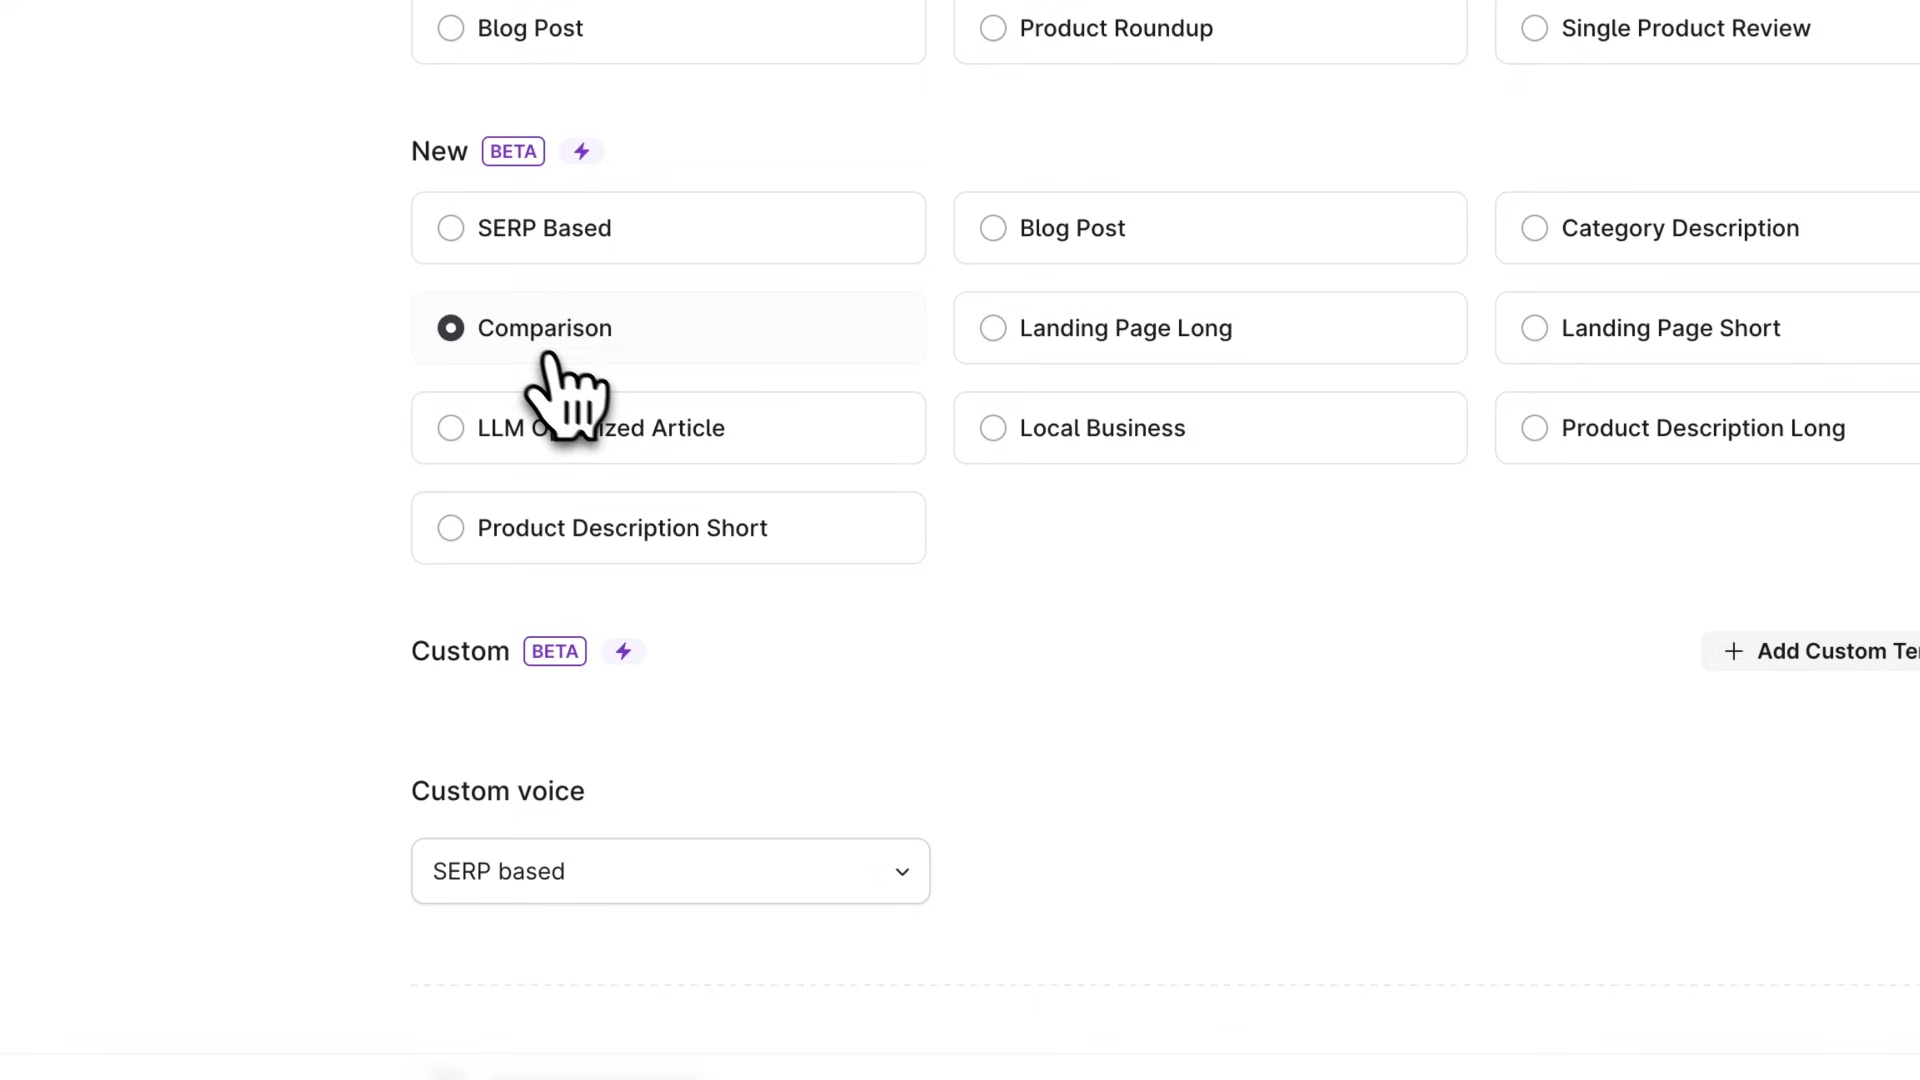 Blog Post
Product Roundup
Single Product Review
New BETA
SERP Based
Blog Post
Category Description
Comparison
Landing Page Long
Landing Page Short
LLM O zed Article
Local Business
Product Description Long
Product Description Short
Custom BETA
+ Add Custom Te
Custom voice
SERP based